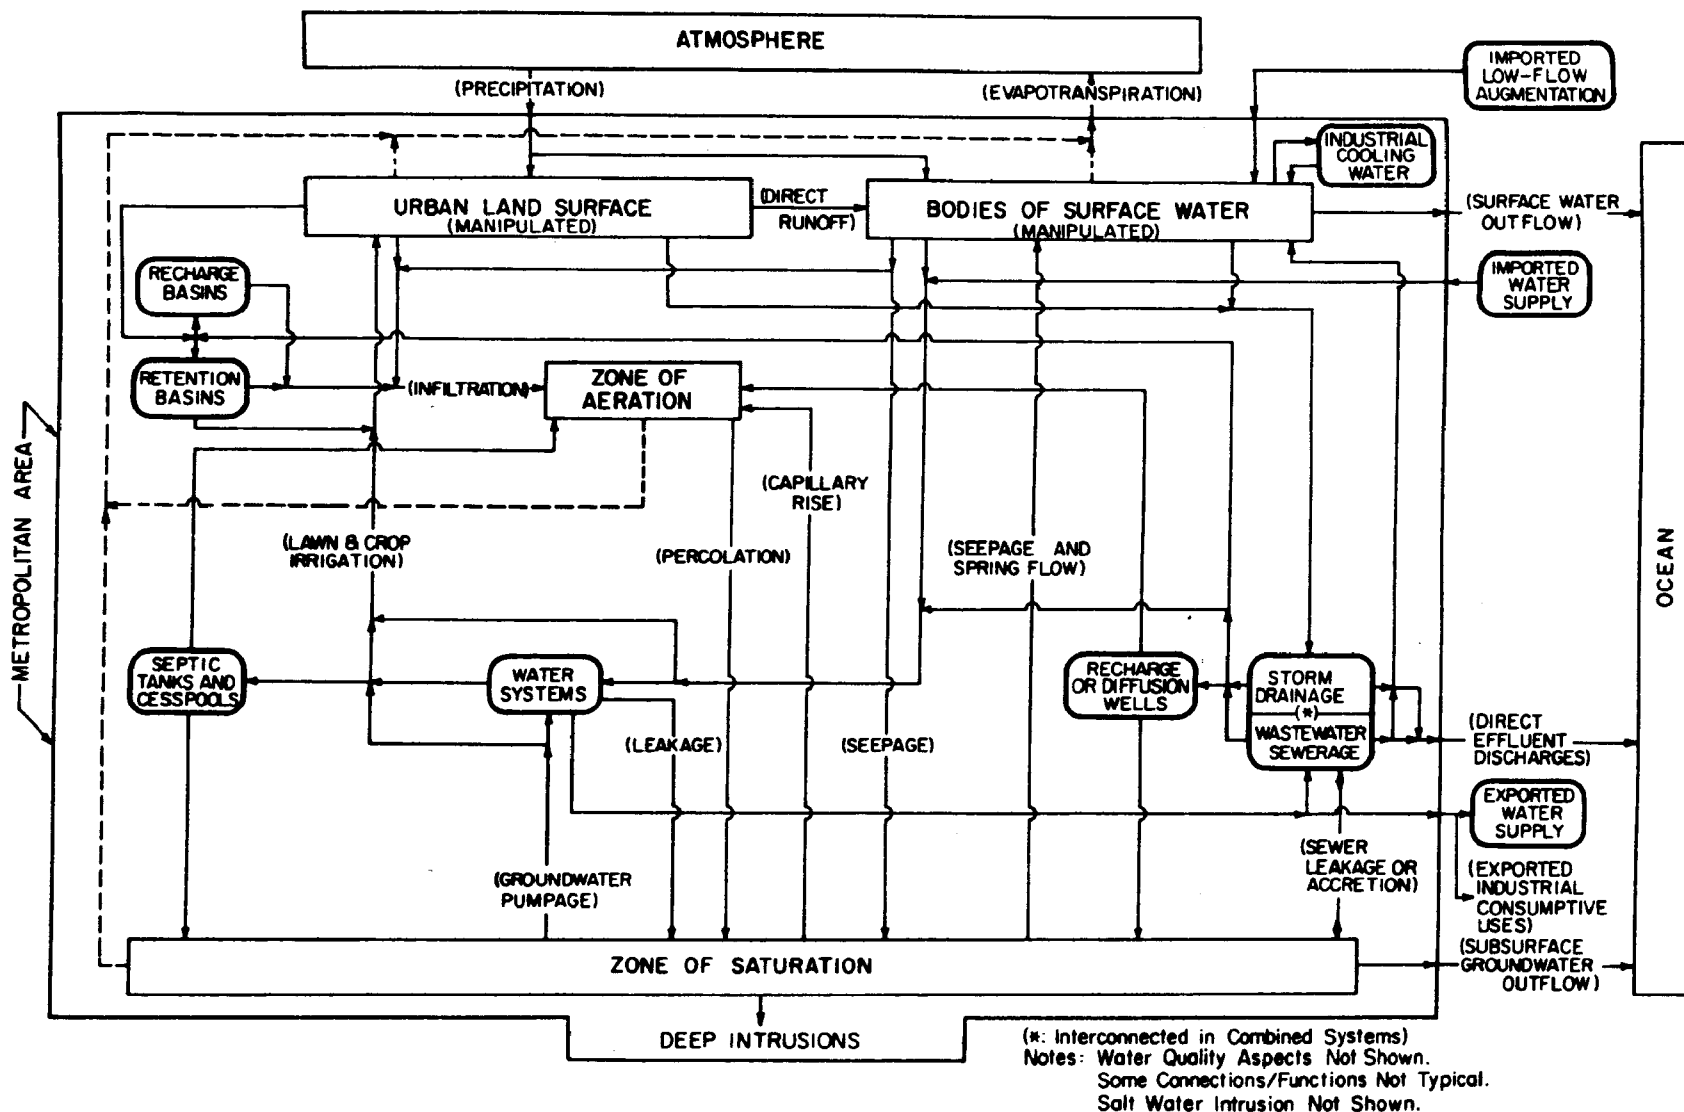 ATMOSPHERE
(PRECIPITATION)
(EVAPOTRANSPIRATION)
IMPORTED
LOW-FLOW
AUGMENTATION
INDUSTRIAL
COOLING
WATER
URBAN LAND SURFACE
(MANIPULATED)
(DIRECT
RUNOFF)
BODIES OF SURFACE WATER
(MANIPULATED)
(SURFACE WATER
OUTFLOW)
RECHARGE
BASINS
IMPORTED
WATER
SUPPLY
RETENTION
BASINS
(INFILTRATION)
ZONE OF
AERATION
METROPOLITAN AREA
(CAPILLARY
RISE)
(LAWN & CROP
IRRIGATION)
(PERCOLATION)
(SEEPAGE AND
SPRING FLOW)
OCEAN
SEPTIC
TANKS AND
CESSPOOLS
WATER
SYSTEMS
RECHARGE
OR DIFFUSION
WELLS
STORM
DRAINAGE
(*)
WASTEWATER
SEWERAGE
(LEAKAGE)
(SEEPAGE)
(DIRECT
EFFLUENT
DISCHARGES)
EXPORTED
WATER
SUPPLY
(GROUNDWATER
PUMPAGE)
(SEWER
LEAKAGE OR
ACCRETION)
(EXPORTED
INDUSTRIAL
CONSUMPTIVE
USES)
ZONE OF SATURATION
(SUBSURFACE
GROUNDWATER
OUTFLOW)
DEEP INTRUSIONS
(*: Interconnected in Combined Systems)
Notes: Water Quality Aspects Not Shown.
Some Connections/Functions Not Typical.
Salt Water Intrusion Not Shown.